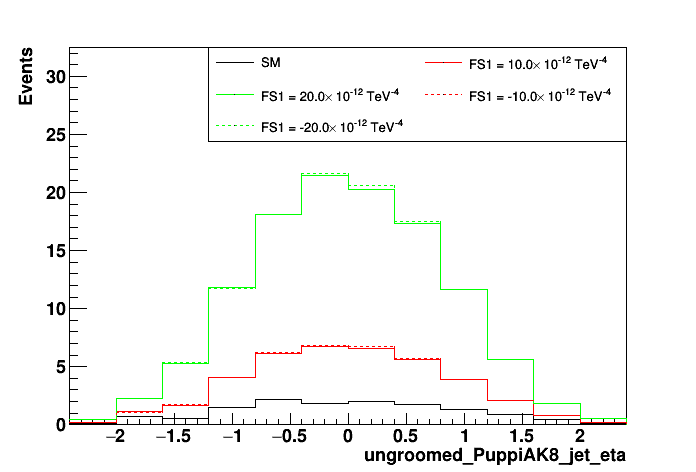 Events
SM
FS1 = 10.0× 10⁻¹² TeV⁻⁴
FS1 = 20.0× 10⁻¹² TeV⁻⁴
FS1 = -10.0× 10⁻¹² TeV⁻⁴
FS1 = -20.0× 10⁻¹² TeV⁻⁴
30
25
20
15
10
5
0
−2 −1.5 −1 −0.5 0 0.5 1 1.5 2
ungroomed_PuppiAK8_jet_eta